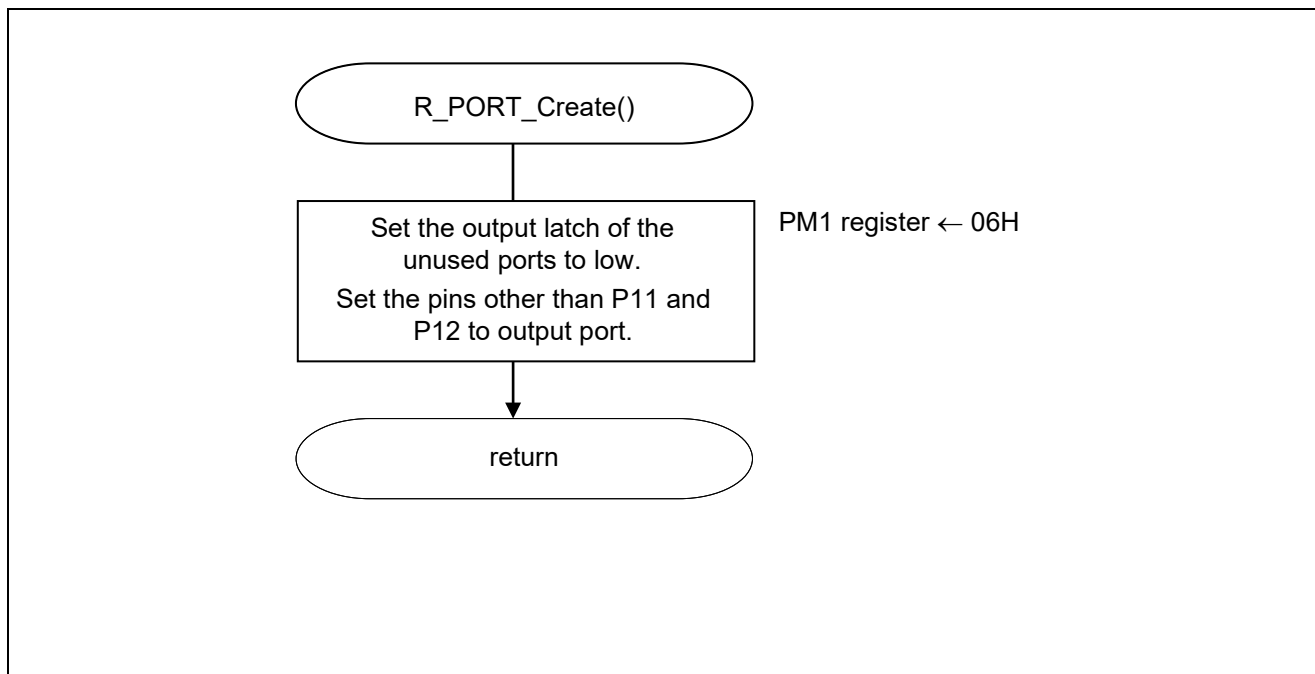 R_PORT_Create()
Set the output latch of the
unused ports to low.
Set the pins other than P11 and
P12 to output port.
PM1 register ← 06H
return